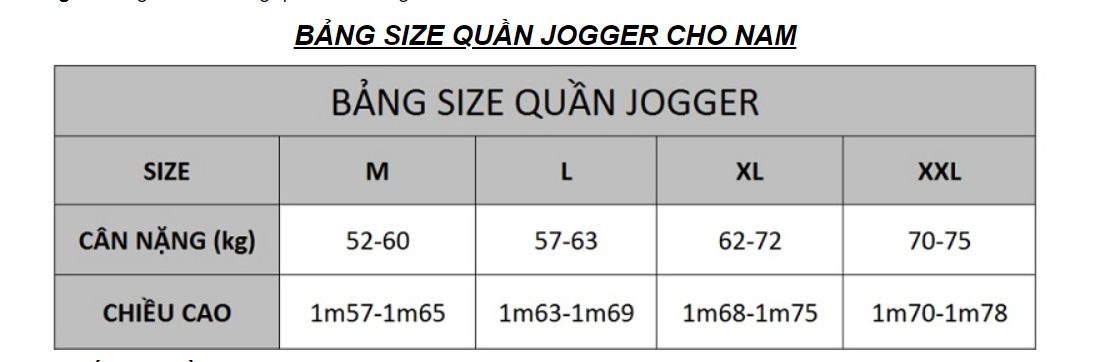 BẢNG SIZE QUẦN JOGGER CHO NAM
BẢNG SIZE QUẦN JOGGER
SIZE M L XL XXL
CÂN NẶNG (kg) 52-60 57-63 62-72 70-75
CHIỀU CAO 1m57-1m65 1m63-1m69 1m68-1m75 1m70-1m78